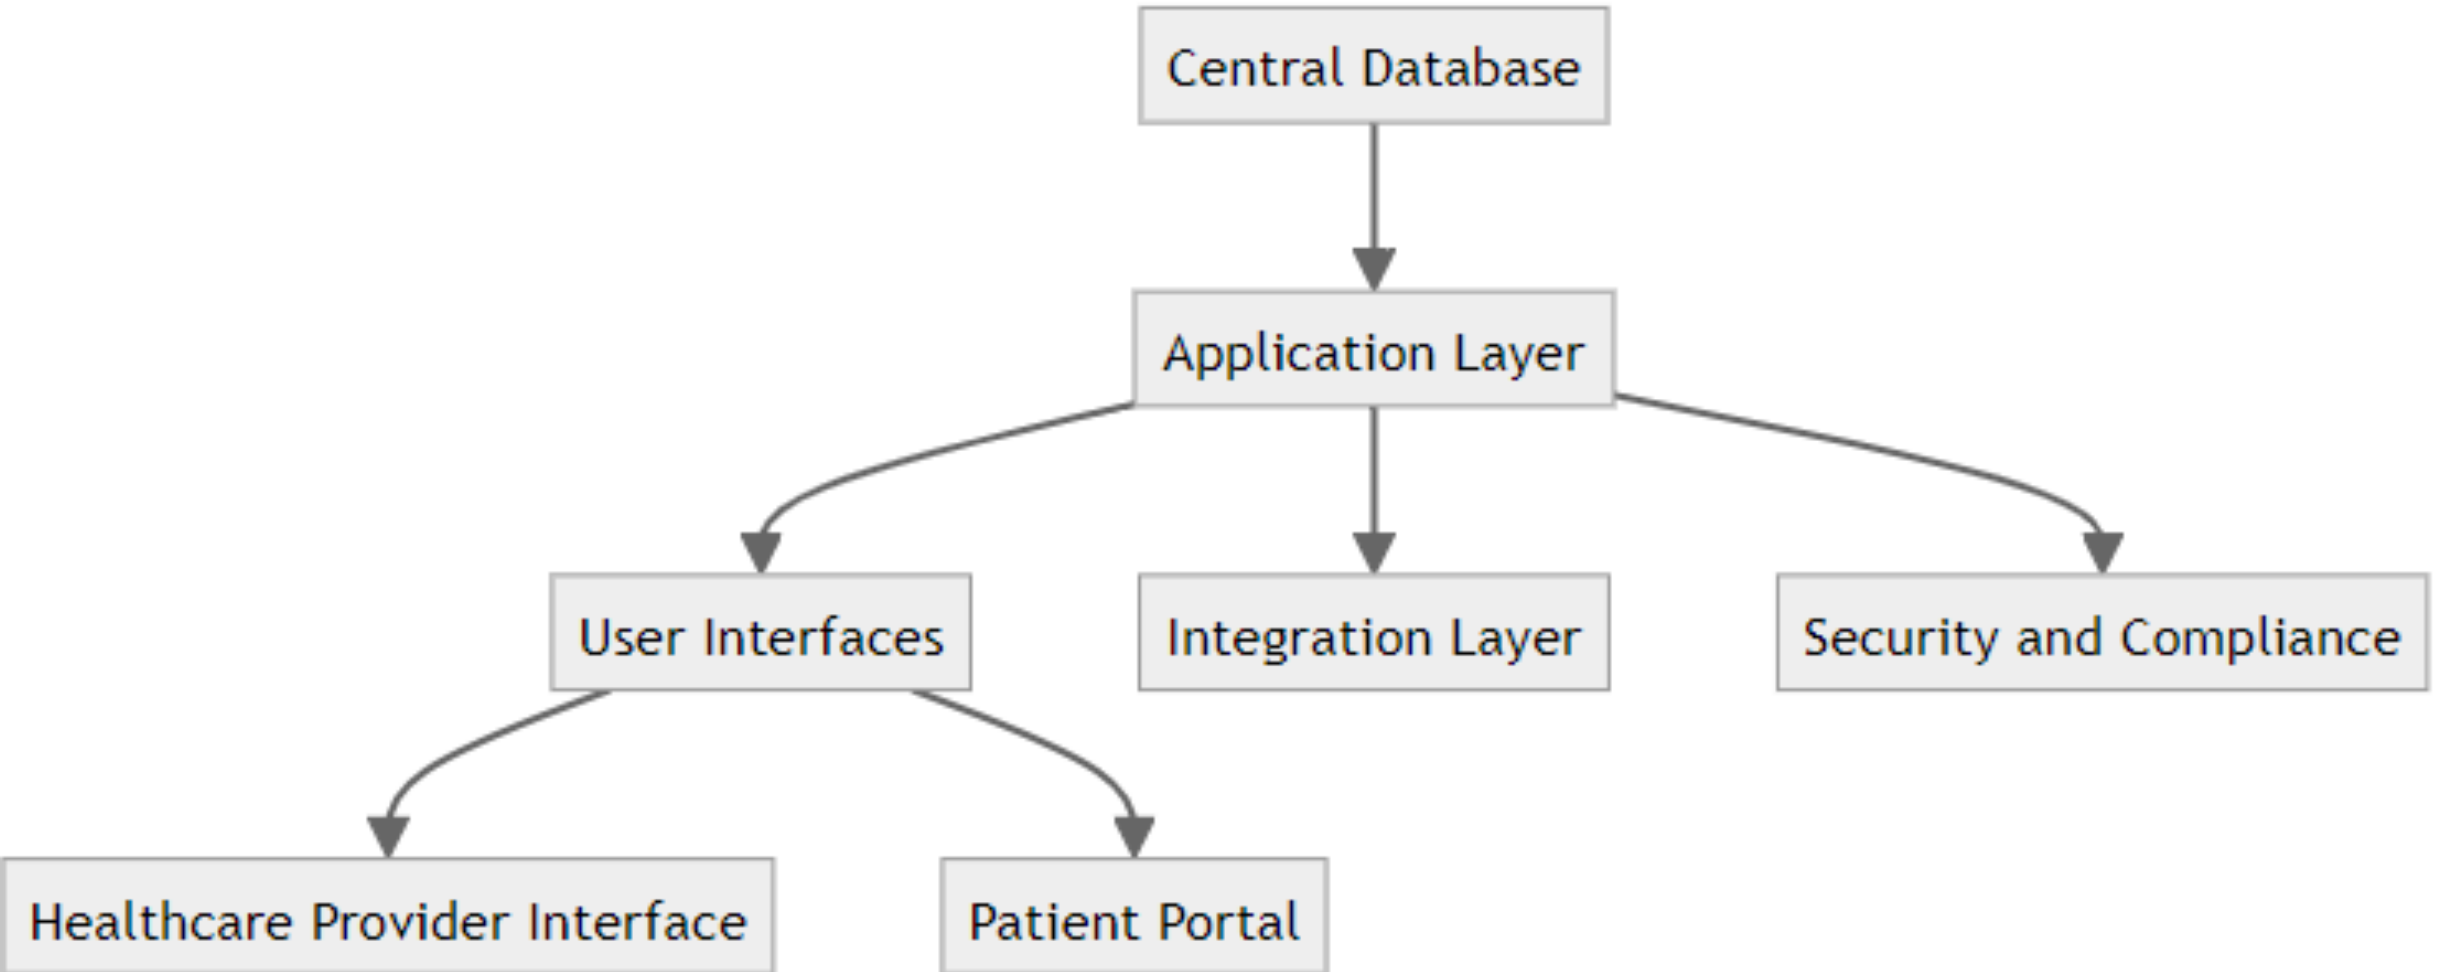 Central Database
Application Layer
User Interfaces
Integration Layer
Security and Compliance
Healthcare Provider Interface
Patient Portal